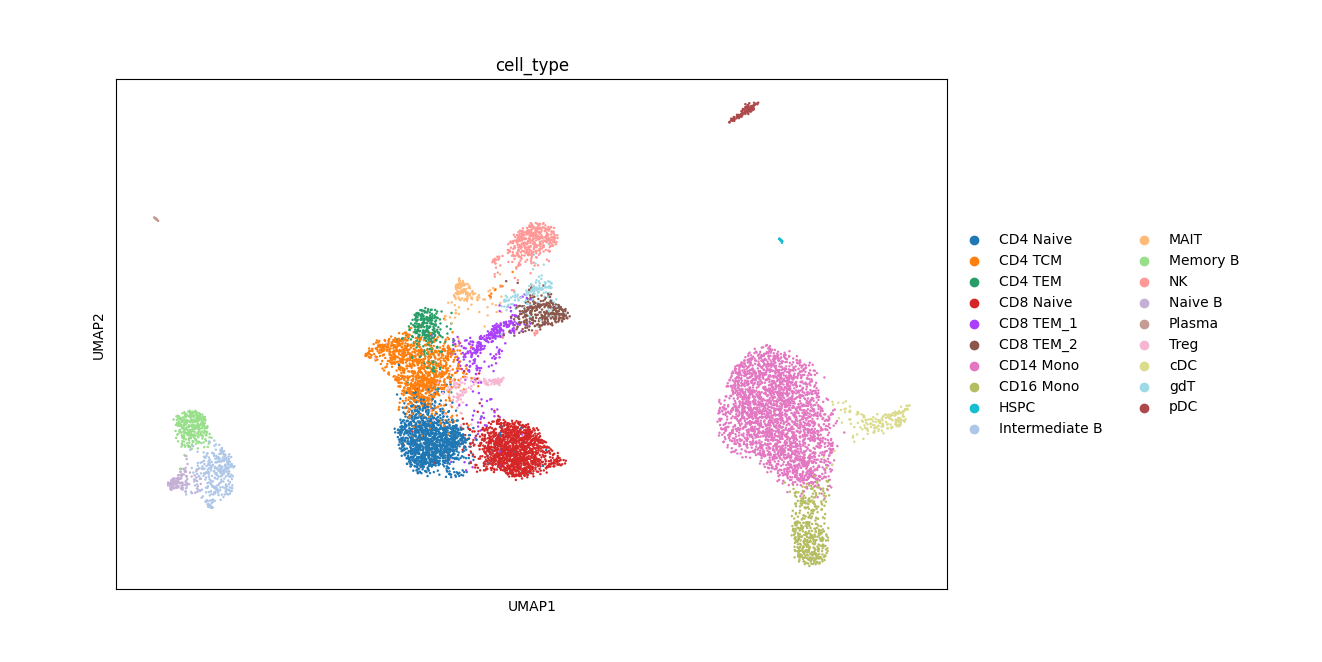 cell_type
UMAP2
UMAP1
CD4 Naive
CD4 TCM
CD4 TEM
CD8 Naive
CD8 TEM_1
CD8 TEM_2
CD14 Mono
CD16 Mono
HSPC
Intermediate B
MAIT
Memory B
NK
Naive B
Plasma
Treg
cDC
gdT
pDC